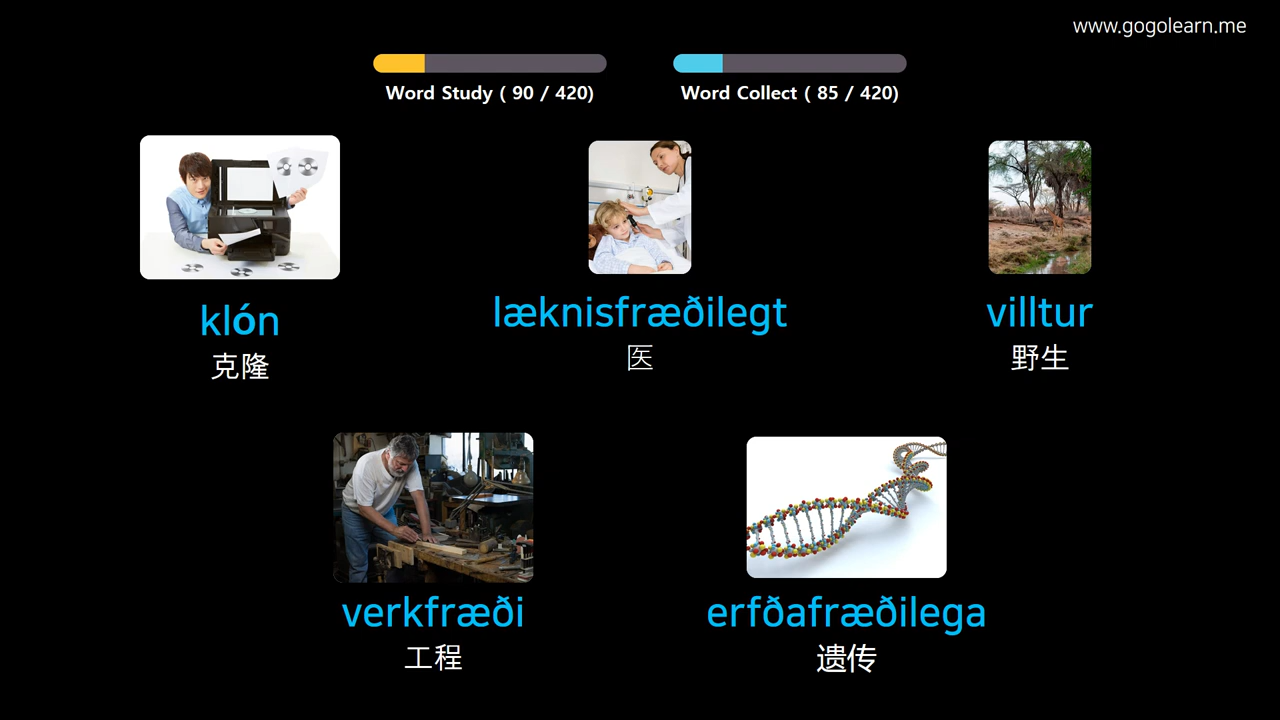 www.gogolearn.me
Word Study ( 90 / 420)
Word Collect ( 85 / 420)
klón
克隆
læknisfræðilegt
医
villtur
野生
verkfræði
工程
erfðafræðilega
遗传